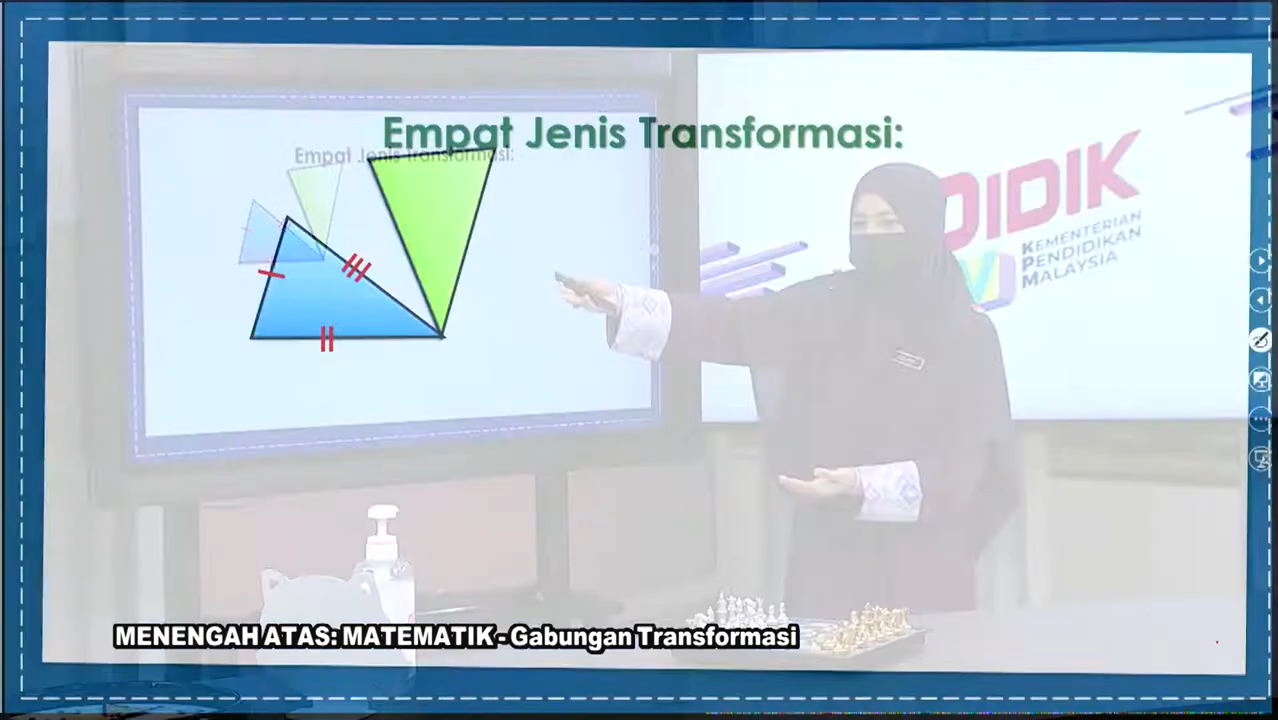 Empat Jenis Transformasi:
Empat Jenis Transformasi:
DIDIK
KEMENTERIAN
PENDIDIKAN
MALAYSIA
MENENGAH ATAS: MATEMATIK - Gabungan Transformasi